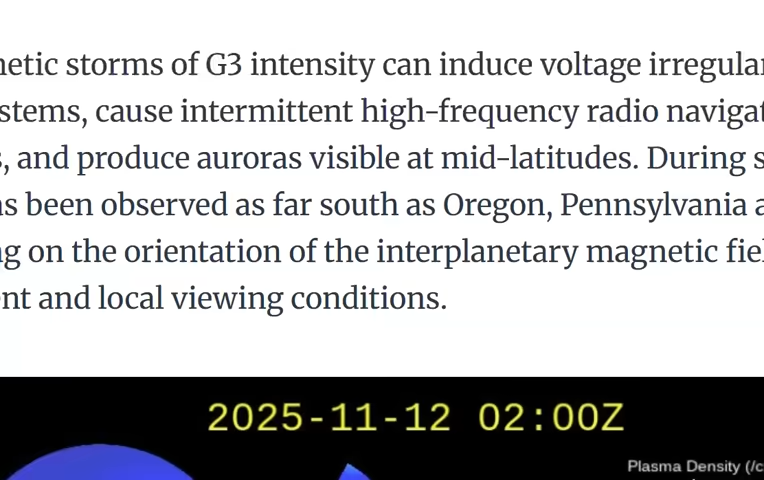 netic storms of G3 intensity can induce voltage irregular
stems, cause intermittent high-frequency radio navigat
s, and produce auroras visible at mid-latitudes. During s
as been observed as far south as Oregon, Pennsylvania a
ng on the orientation of the interplanetary magnetic fiel
ent and local viewing conditions.
2025-11-12 02:00Z
Plasma Density (/c